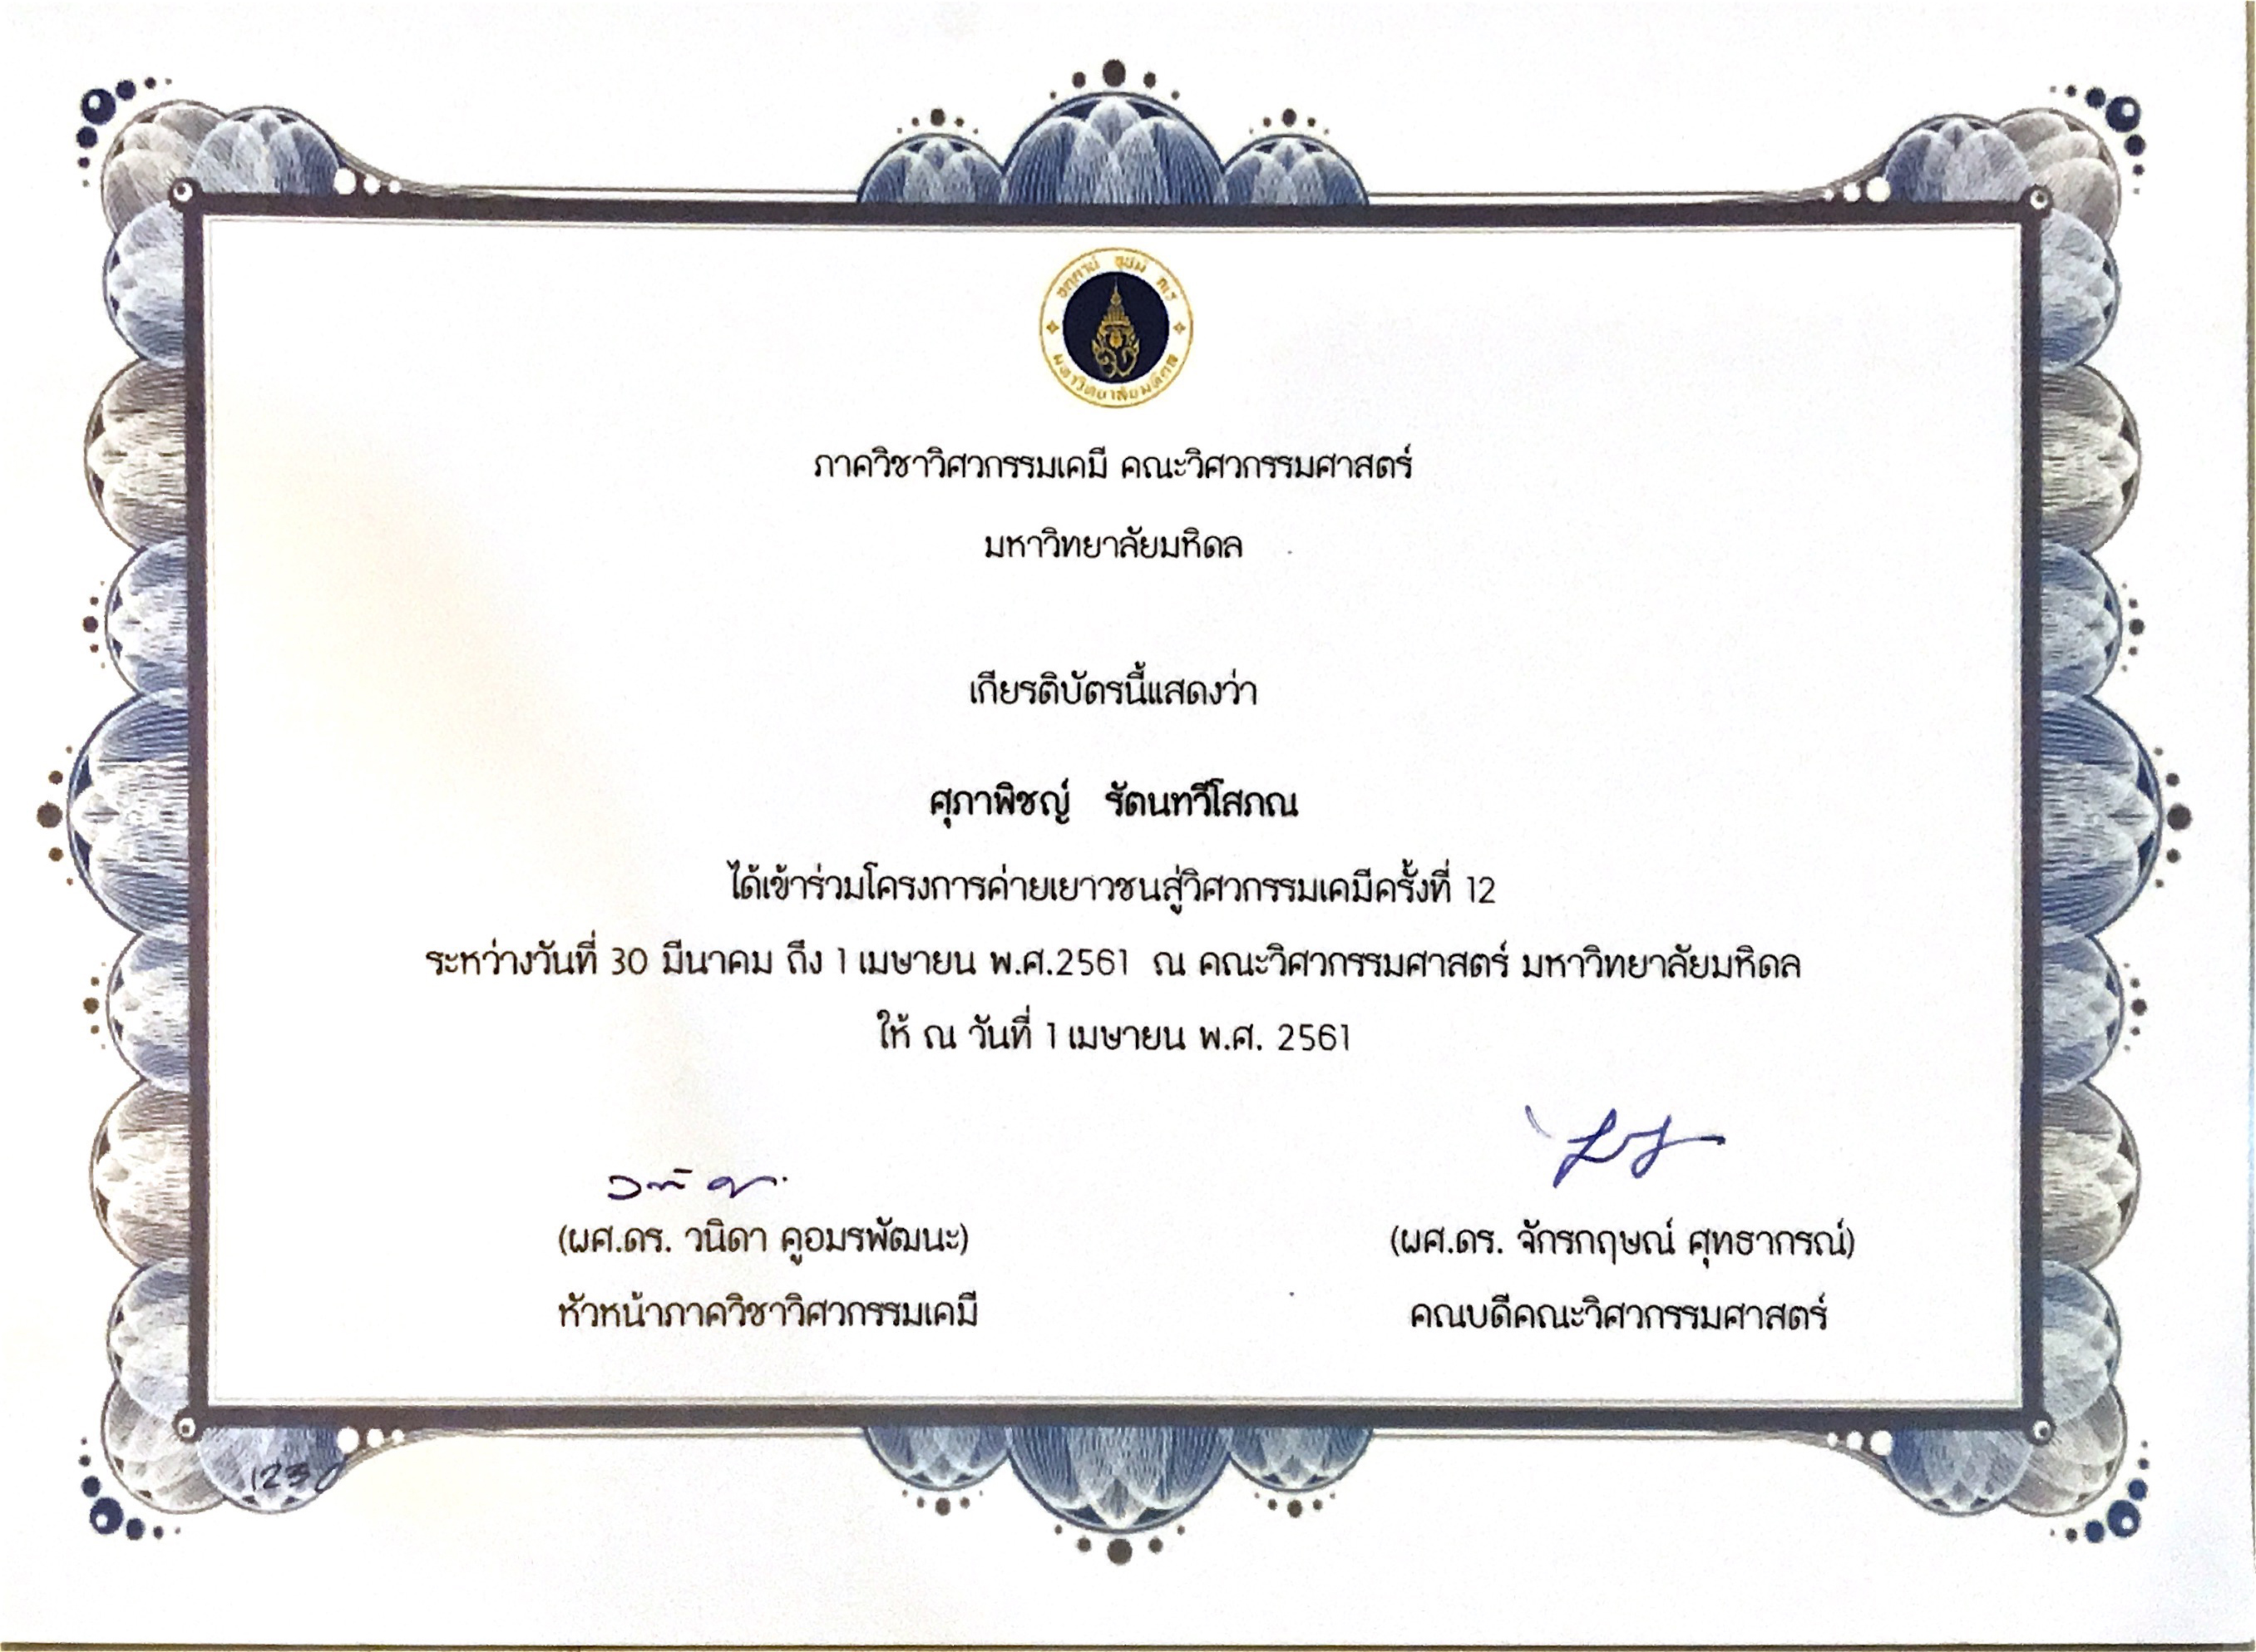 อตฺตานํ อุปมํ กเร
มหาวิทยาลัยมหิดล
ภาควิชาวิศวกรรมเคมี คณะวิศวกรรมศาสตร์
มหาวิทยาลัยมหิดล
เกียรติบัตรนี้แสดงว่า
ศุภาพิชญ์ รัตนทวีโสภณ
ได้เข้าร่วมโครงการค่ายเยาวชนสู่วิศวกรรมเคมีครั้งที่ 12
ระหว่างวันที่ 30 มีนาคม ถึง 1 เมษายน พ.ศ.2561 ณ คณะวิศวกรรมศาสตร์ มหาวิทยาลัยมหิดล
ให้ ณ วันที่ 1 เมษายน พ.ศ. 2561
(ผศ.ดร. วนิดา คูอมรพัฒนะ)
หัวหน้าภาควิชาวิศวกรรมเคมี
(ผศ.ดร. จักรกฤษณ์ ศุทธากรณ์)
คณบดีคณะวิศวกรรมศาสตร์